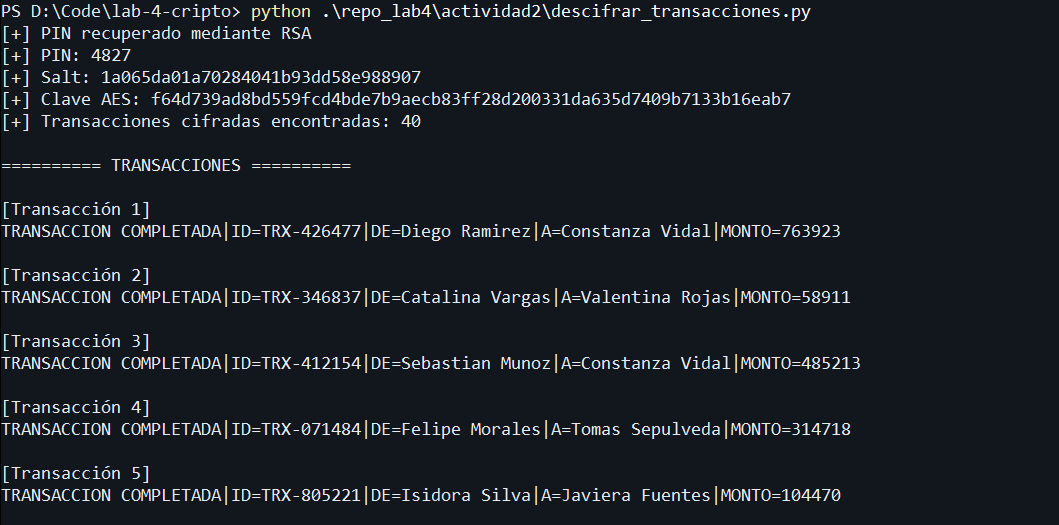 PS D:\Code\lab-4-cripto> python .\repo_lab4\actividad2\descifrar_transacciones.py
[+] PIN recuperado mediante RSA
[+] PIN: 4827
[+] Salt: 1a065da01a70284041b93dd58e988907
[+] Clave AES: f64d739ad8bd559fcd4bde7b9aecb83ff28d200331da635d7409b7133b16eab7
[+] Transacciones cifradas encontradas: 40
========== TRANSACCIONES ==========
[Transacción 1]
TRANSACCION COMPLETADA|ID=TRX-426477|DE=Diego Ramirez|A=Constanza Vidal|MONTO=763923
[Transacción 2]
TRANSACCION COMPLETADA|ID=TRX-346837|DE=Catalina Vargas|A=Valentina Rojas|MONTO=58911
[Transacción 3]
TRANSACCION COMPLETADA|ID=TRX-412154|DE=Sebastian Munoz|A=Constanza Vidal|MONTO=485213
[Transacción 4]
TRANSACCION COMPLETADA|ID=TRX-071484|DE=Felipe Morales|A=Tomas Sepulveda|MONTO=314718
[Transacción 5]
TRANSACCION COMPLETADA|ID=TRX-805221|DE=Isidora Silva|A=Javiera Fuentes|MONTO=104470